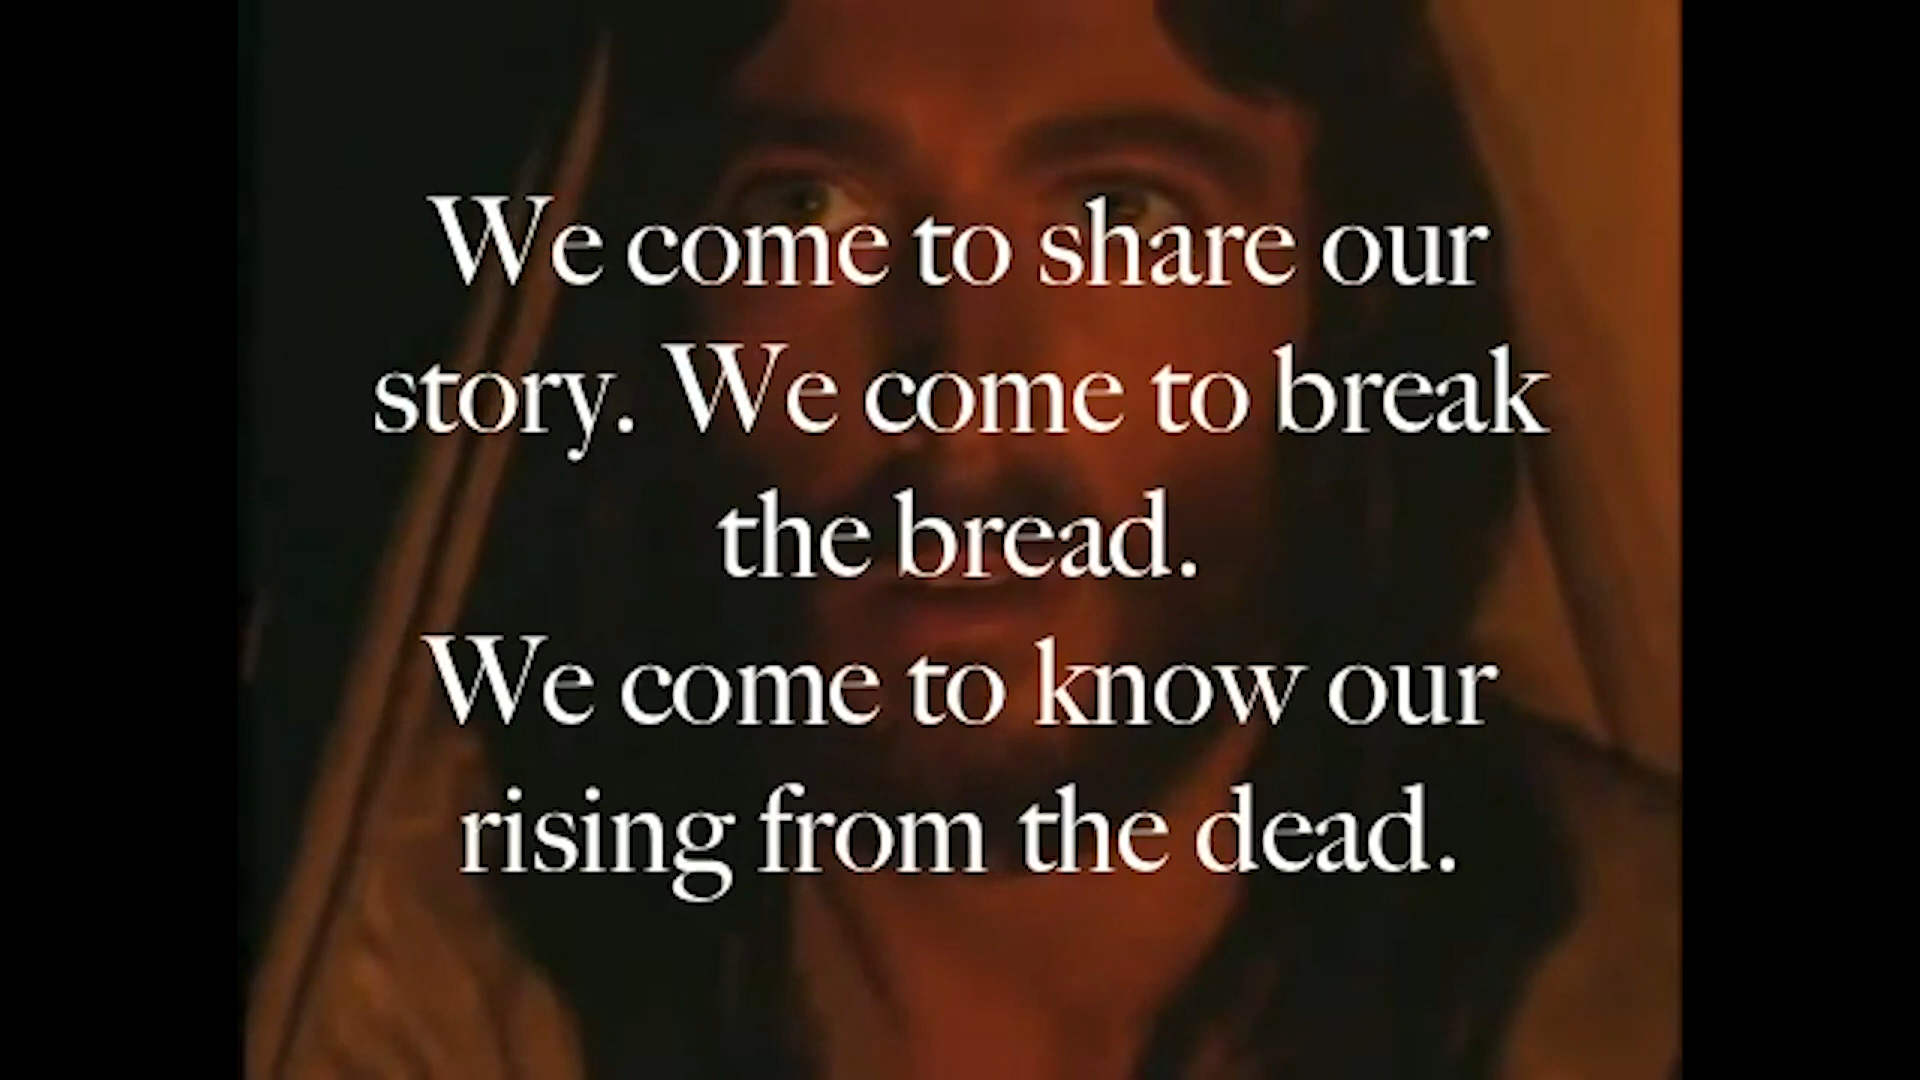 We come to share our
story. We come to break
the bread.
We come to know our
rising from the dead.